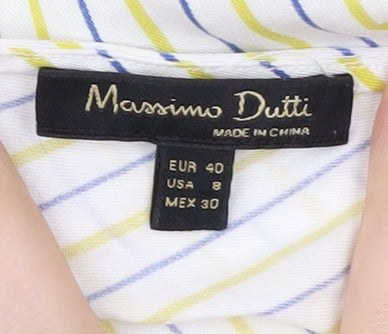 Massimo Dutti
MADE IN CHINA
EUR 40
USA 8
MEX 30